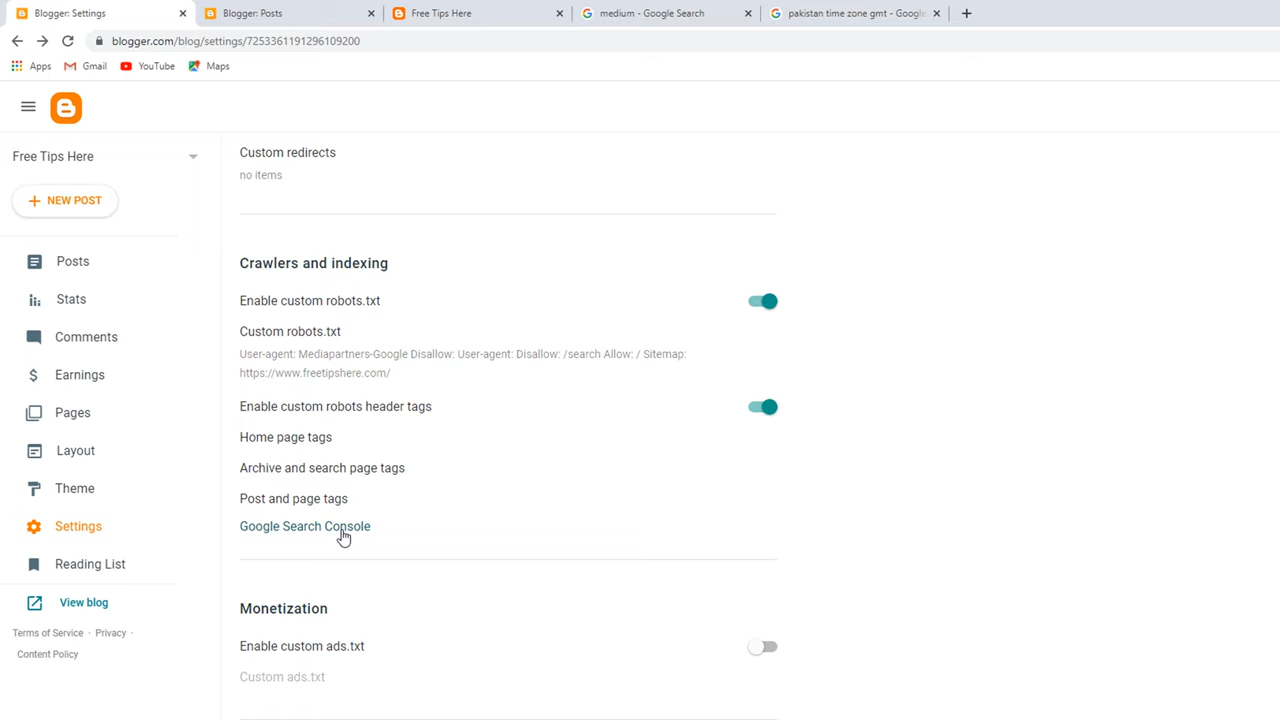 Blogger: Settings
Blogger: Posts
Free Tips Here
medium - Google Search
pakistan time zone gmt - Google
blogger.com/blog/settings/7253361191296109200
Apps
Gmail
YouTube
Maps
Free Tips Here
NEW POST
Posts
Stats
Comments
Earnings
Pages
Layout
Theme
Settings
Reading List
View blog
Terms of Service · Privacy ·
Content Policy
Custom redirects
no items
Crawlers and indexing
Enable custom robots.txt
Custom robots.txt
User-agent: Mediapartners-Google Disallow: User-agent: Disallow: /search Allow: / Sitemap:
https://www.freetipshere.com/
Enable custom robots header tags
Home page tags
Archive and search page tags
Post and page tags
Google Search Console
Monetization
Enable custom ads.txt
Custom ads.txt